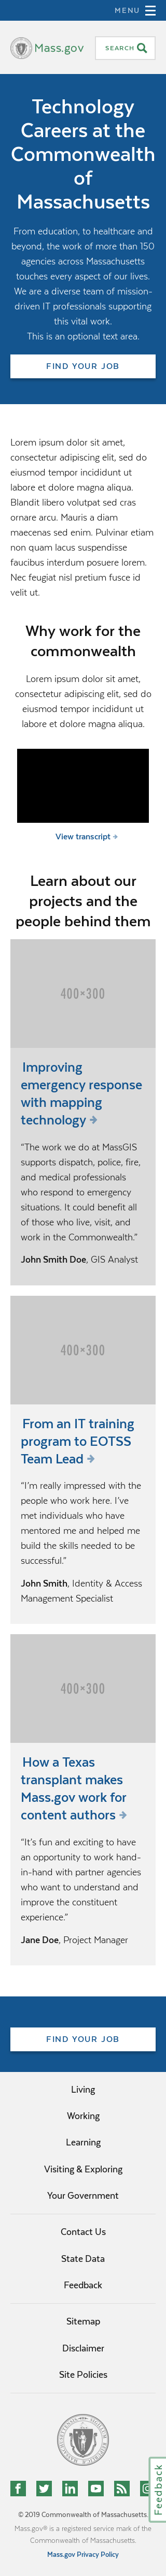 MENU
Mass.gov
SEARCH
Technology
Careers at the
Commonwealth
of
Massachusetts
From education, to healthcare and
beyond, the work of more than 150
agencies across Massachusetts
touches every aspect of our lives.
We are a diverse team of mission-
driven IT professionals supporting
this vital work.
This is an optional text area.
FIND YOUR JOB
Lorem ipsum dolor sit amet,
consectetur adipiscing elit, sed do
eiusmod tempor incididunt ut
labore et dolore magna aliqua.
Blandit libero volutpat sed cras
ornare arcu. Mauris a diam
maecenas sed enim. Pulvinar etiam
non quam lacus suspendisse
faucibus interdum posuere lorem.
Nec feugiat nisl pretium fusce id
velit ut.
Why work for the
commonwealth
Lorem ipsum dolor sit amet,
consectetur adipiscing elit, sed do
eiusmod tempor incididunt ut
labore et dolore magna aliqua.
View transcript
Learn about our
projects and the
people behind them
400×300
Improving
emergency response
with mapping
technology
“The work we do at MassGIS
supports dispatch, police, fire,
and medical professionals
who respond to emergency
situations. It could benefit all
of those who live, visit, and
work in the Commonwealth.”
John Smith Doe, GIS Analyst
400×300
From an IT training
program to EOTSS
Team Lead
“I’m really impressed with the
people who work here. I’ve
met individuals who have
mentored me and helped me
build the skills needed to be
successful.”
John Smith, Identity & Access
Management Specialist
400×300
How a Texas
transplant makes
Mass.gov work for
content authors
“It’s fun and exciting to have
an opportunity to work hand-
in-hand with partner agencies
who want to understand and
improve the constituent
experience.”
Jane Doe, Project Manager
FIND YOUR JOB
Living
Working
Learning
Visiting & Exploring
Your Government
Contact Us
State Data
Feedback
Sitemap
Disclaimer
Site Policies
Feedback
© 2019 Commonwealth of Massachusetts.
Mass.gov® is a registered service mark of the
Commonwealth of Massachusetts.
Mass.gov Privacy Policy